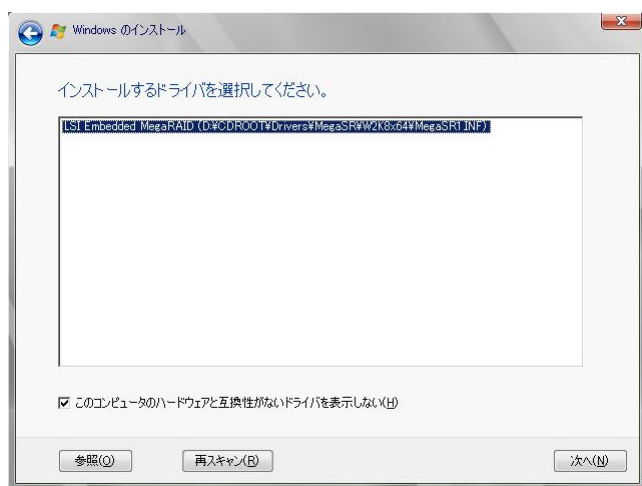 Windows のインストール
インストールするドライバを選択してください。
LSI Embedded MegaRAID (D:¥CDROOT¥Drivers¥MegaSR¥W2K8x64¥MegaSR1.INF)
このコンピュータのハードウェアと互換性がないドライバを表示しない(H)
参照(O)
再スキャン(R)
次へ(N)